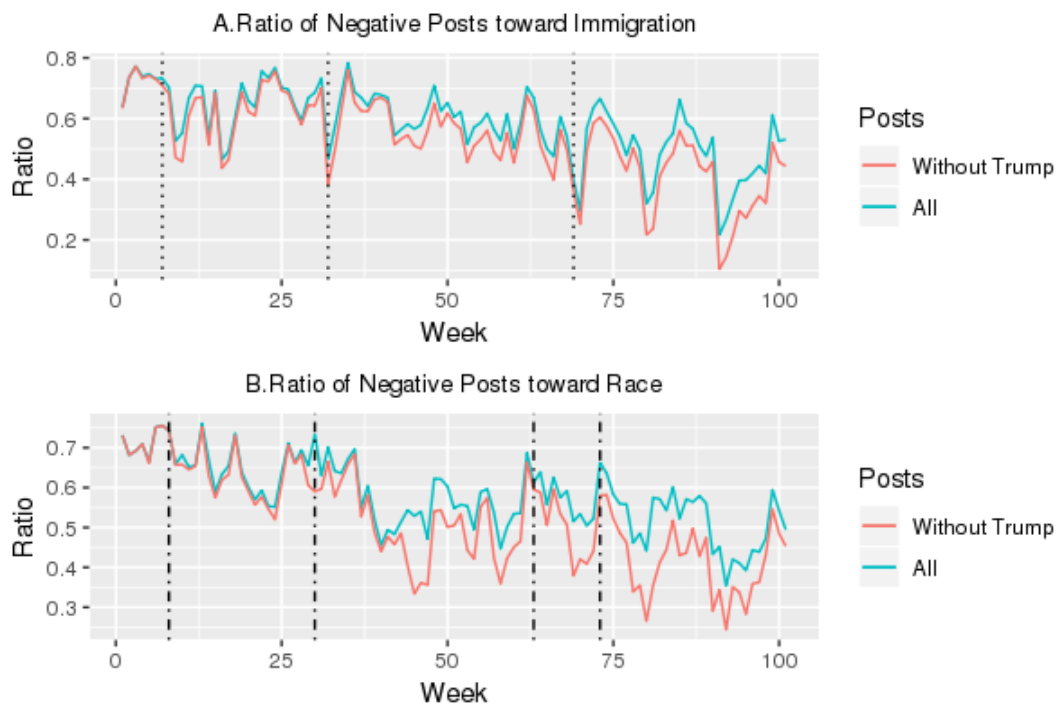 A.Ratio of Negative Posts toward Immigration
0.8
0.6
0.4
0.2
Ratio
0 25 50 75 100
Week
Posts
Without Trump
All
B.Ratio of Negative Posts toward Race
0.7
0.6
0.5
0.4
0.3
Ratio
0 25 50 75 100
Week
Posts
Without Trump
All